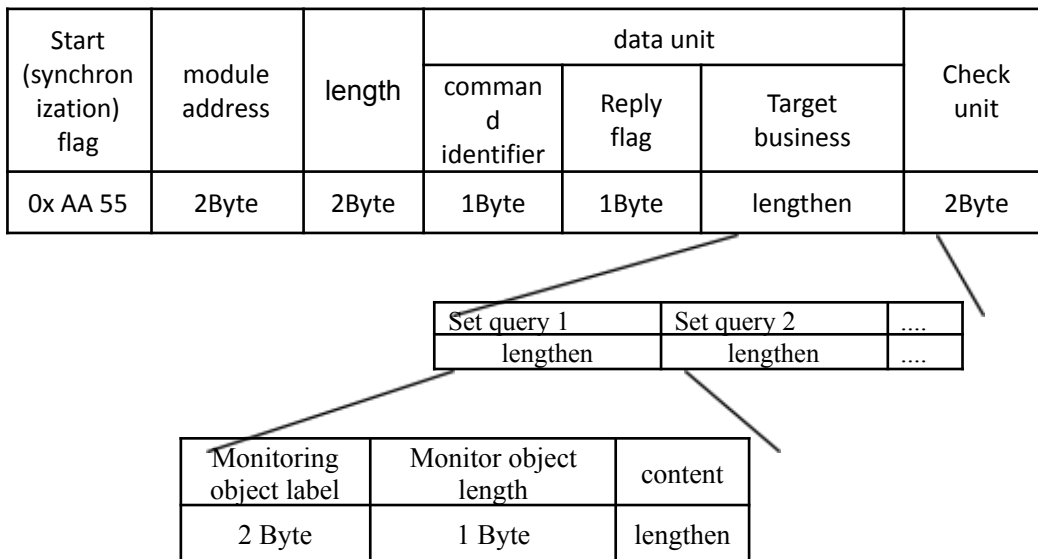 Start
(synchron
ization)
flag
module
address
length
data unit
comman
d
identifier
Reply
flag
Target
business
Check
unit
0x AA 55
2Byte
2Byte
1Byte
1Byte
lengthen
2Byte
Set query 1
Set query 2
....
lengthen
lengthen
....
Monitoring
object label
Monitor object
length
content
2 Byte
1 Byte
lengthen